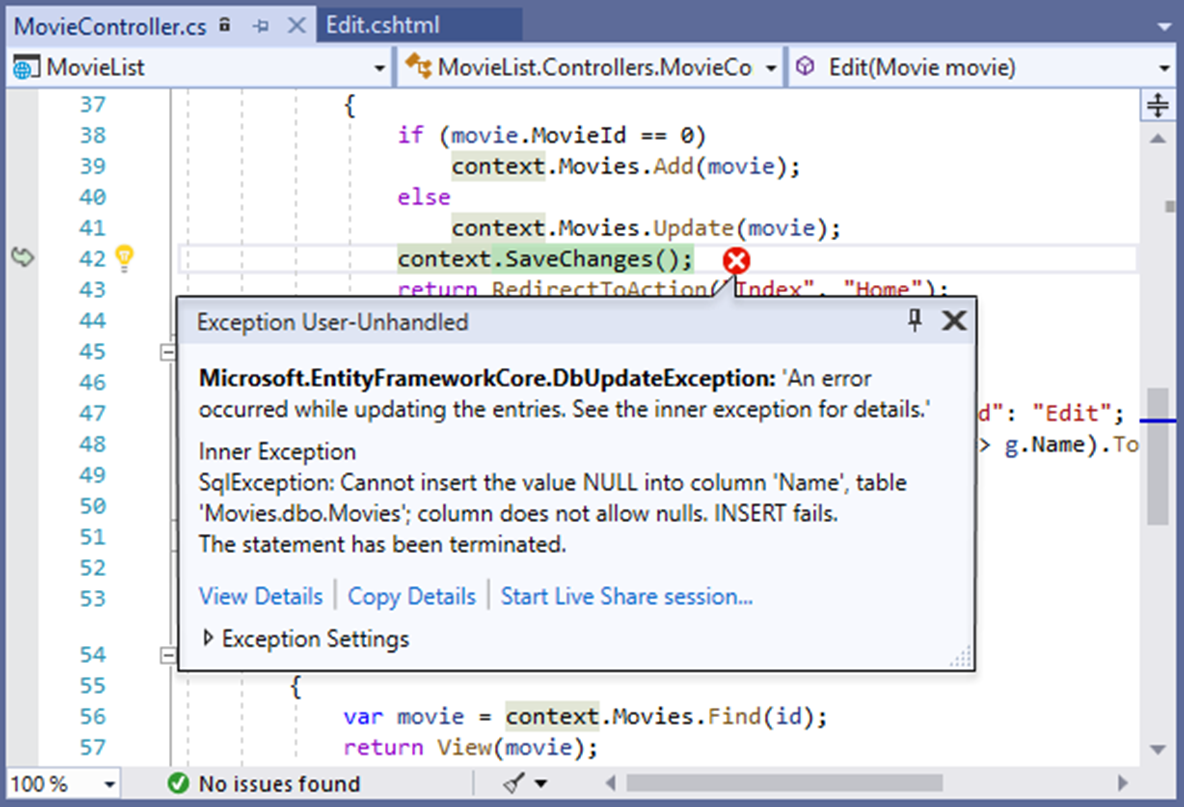 MovieController.cs Edit.cshtml
MovieList MovieList.Controllers.MovieCo Edit(Movie movie)
37 {
38 if (movie.MovieId == 0)
39 context.Movies.Add(movie);
40 else
41 context.Movies.Update(movie);
42 context.SaveChanges();
43 return RedirectToAction("Index", "Home");
44 Exception User-Unhandled
45
46 Microsoft.EntityFrameworkCore.DbUpdateException: 'An error
47 occurred while updating the entries. See the inner exception for details.' d": "Edit";
48 Inner Exception > g.Name).To
49 SqlException: Cannot insert the value NULL into column 'Name', table
50 'Movies.dbo.Movies'; column does not allow nulls. INSERT fails.
51 The statement has been terminated.
52
53 View Details Copy Details Start Live Share session...
Exception Settings
54
55 {
56 var movie = context.Movies.Find(id);
57 return View(movie);
100 % No issues found